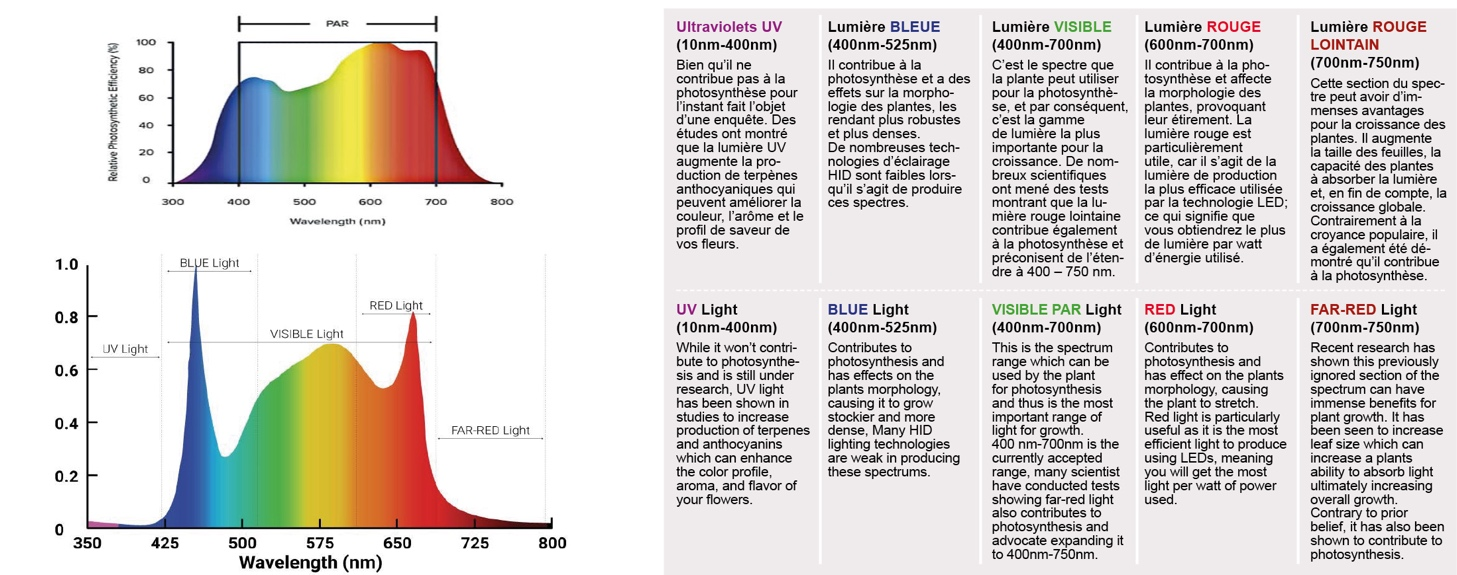 PAR
Relative Photosynthetic Efficiency (%)
100
80
60
40
20
0
300 400 500 600 700 800
Wavelength (nm)
1.0
0.8
0.6
0.4
0.2
0
BLUE Light
RED Light
VISIBLE Light
UV Light
FAR-RED Light
350 425 500 575 650 725 800
Wavelength (nm)
Ultraviolets UV
(10nm-400nm)
Bien qu'il ne
contribue pas à la
photosynthèse pour
l'instant fait l'objet
d'une enquête. Des
études ont montré
que la lumière UV
augmente la pro-
duction de terpènes
anthocyaniques qui
peuvent améliorer la
couleur, l'arôme et le
profil de saveur de
vos fleurs.
Lumière BLEUE
(400nm-525nm)
Il contribue à la
photosynthèse et a des
effets sur la morpho-
logie des plantes, les
rendant plus robustes
et plus denses.
De nombreuses tech-
nologies d'éclairage
HID sont faibles lors-
qu'il s'agit de produire
ces spectres.
Lumière VISIBLE
(400nm-700nm)
C'est le spectre que
la plante peut utiliser
pour la photosynthè-
se, et par conséquent,
c'est la gamme
de lumière la plus
importante pour la
croissance. De nom-
breux scientifiques
ont mené des tests
montrant que la lu-
mière rouge lointaine
contribue également
à la photosynthèse et
préconisent de l'éten-
dre à 400 – 750 nm.
Lumière ROUGE
(600nm-700nm)
Il contribue à la pho-
tosynthèse et affecte
la morphologie des
plantes, provoquant
leur étirement. La
lumière rouge est
particulièrement
utile, car il s'agit de la
lumière de production
la plus efficace utilisée
par la technologie LED;
ce qui signifie que
vous obtiendrez le plus
de lumière par watt
d'énergie utilisé.
Lumière ROUGE
LOINTAIN
(700nm-750nm)
Cette section du spec-
tre peut avoir d'im-
menses avantages
pour la croissance des
plantes. Il augmente
la taille des feuilles, la
capacité des plantes
à absorber la lumière
et, en fin de compte, la
croissance globale.
Contrairement à la
croyance populaire, il
a également été dé-
montré qu'il contribue
à la photosynthèse.
UV Light
(10nm-400nm)
While it won't contri-
bute to photosynthe-
sis and is still under
research, UV light
has been shown in
studies to increase
production of terpenes
and anthocyanins
which can enhance
the color profile,
aroma, and flavor of
your flowers.
BLUE Light
(400nm-525nm)
Contributes to
photosynthesis and
has effects on the
plants morphology,
causing it to grow
stockier and more
dense, Many HID
lighting technologies
are weak in producing
these spectrums.
VISIBLE PAR Light
(400nm-700nm)
This is the spectrum
range which can be
used by the plant
for photosynthesis
and thus is the most
important range of
light for growth.
400 nm-700nm is the
currently accepted
range, many scientist
have conducted tests
showing far-red light
also contributes to
photosynthesis and
advocate expanding it
to 400nm-750nm.
RED Light
(600nm-700nm)
Contributes to
photosynthesis and
has effect on the plants
morphology, causing
the plant to stretch.
Red light is particularly
useful as it is the most
efficient light to produce
using LEDs, meaning
you will get the most
light per watt of power
used.
FAR-RED Light
(700nm-750nm)
Recent research has
shown this previously
ignored section of the
spectrum can have
immense benefits for
plant growth. It has
been seen to increase
leaf size which can
increase a plants
ability to absorb light
ultimately increasing
overall growth.
Contrary to prior
belief, it has also been
shown to contribute to
photosynthesis.